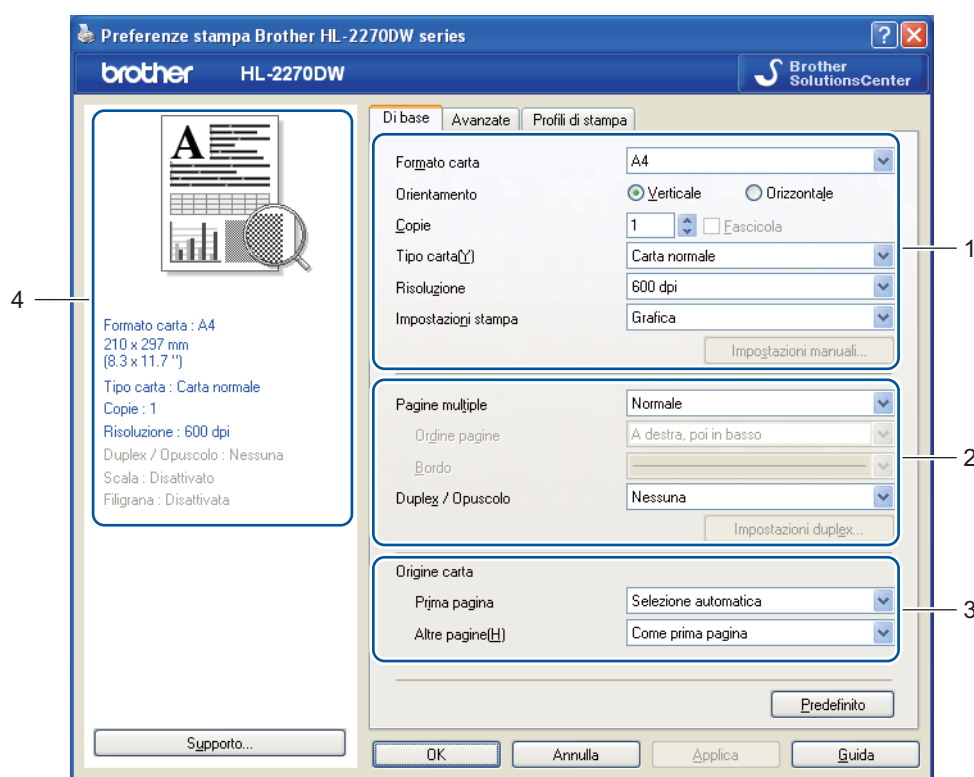 Preferenze stampa Brother HL-2270DW series
brother HL-2270DW
Brother
SolutionsCenter
Di base Avanzate Profili di stampa
A
Formato carta : A4
210 x 297 mm
(8.3 x 11.7 ")
Tipo carta : Carta normale
Copie : 1
Risoluzione : 600 dpi
Duplex / Opuscolo : Nessuna
Scala : Disattivato
Filigrana : Disattivata
4
Supporto...
Formato carta A4
Orientamento Verticale Orizzontale
Copie 1 Fascicola
Tipo carta(Y) Carta normale
Risoluzione 600 dpi
Impostazioni stampa Grafica
Impostazioni manuali...
1
Pagine multiple Normale
Ordine pagine A destra, poi in basso
Bordo
Duplex / Opuscolo Nessuna
Impostazioni duplex...
2
Origine carta
Prima pagina Selezione automatica
Altre pagine(H) Come prima pagina
3
Predefinito
OK Annulla Applica Guida